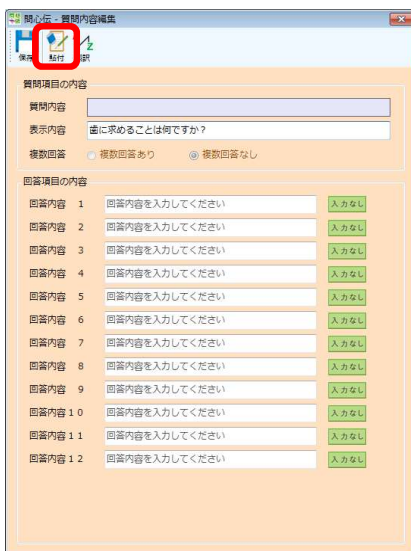 問心伝 - 質問内容編集
保存 貼付 翻訳
質問項目の内容
質問内容
表示内容 歯に求めることは何ですか？
複数回答 複数回答あり 複数回答なし
回答項目の内容
回答内容 1 回答内容を入力してください 入力なし
回答内容 2 回答内容を入力してください 入力なし
回答内容 3 回答内容を入力してください 入力なし
回答内容 4 回答内容を入力してください 入力なし
回答内容 5 回答内容を入力してください 入力なし
回答内容 6 回答内容を入力してください 入力なし
回答内容 7 回答内容を入力してください 入力なし
回答内容 8 回答内容を入力してください 入力なし
回答内容 9 回答内容を入力してください 入力なし
回答内容１０ 回答内容を入力してください 入力なし
回答内容１１ 回答内容を入力してください 入力なし
回答内容１２ 回答内容を入力してください 入力なし